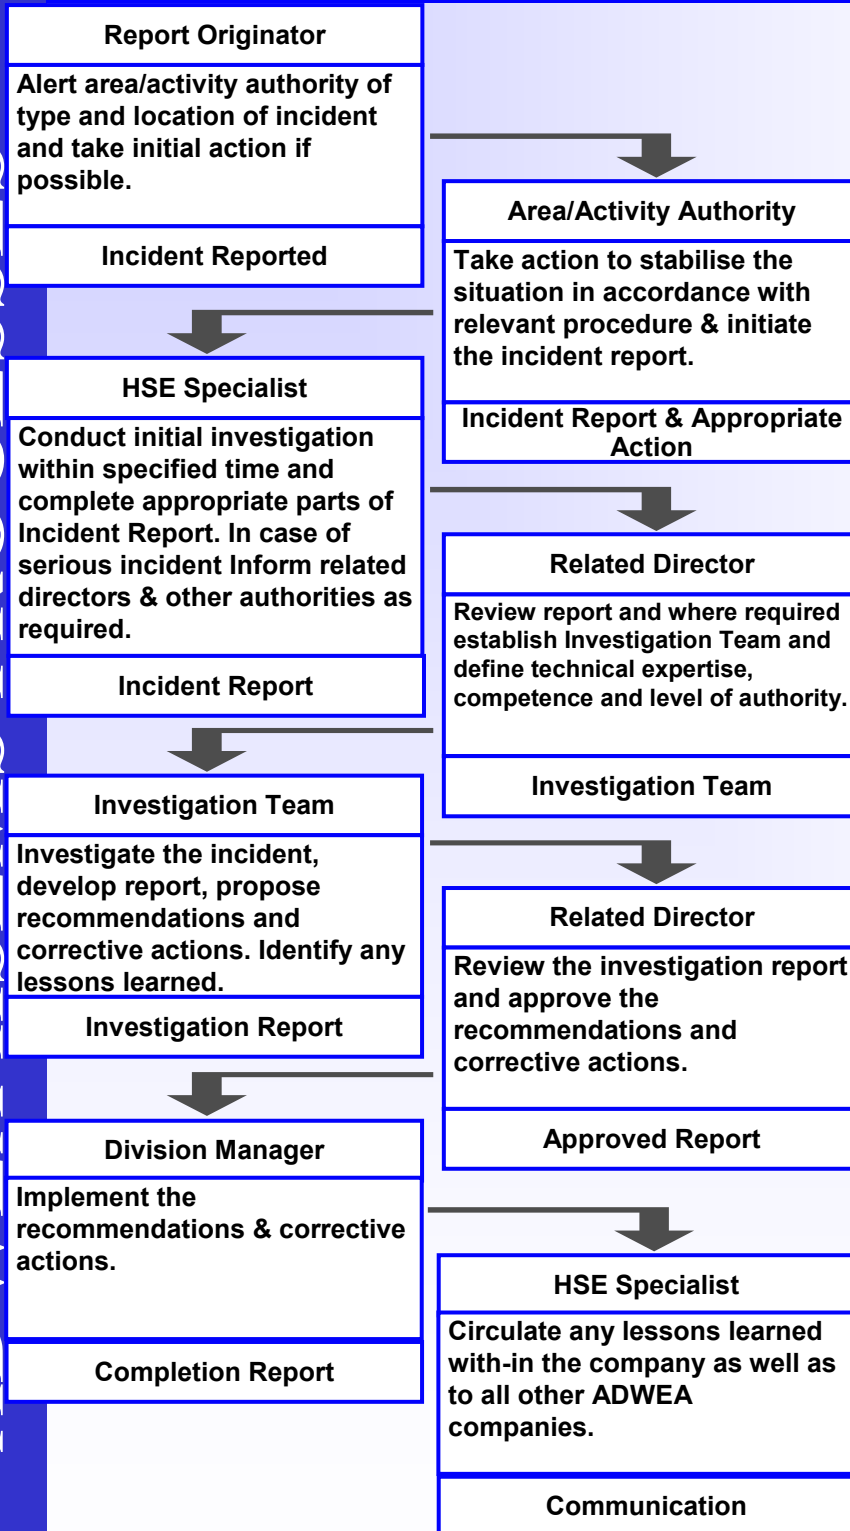 Report Originator
Alert area/activity authority of
type and location of incident
and take initial action if
possible.
Incident Reported
Area/Activity Authority
Take action to stabilise the
situation in accordance with
relevant procedure & initiate
the incident report.
Incident Report & Appropriate
Action
HSE Specialist
Conduct initial investigation
within specified time and
complete appropriate parts of
Incident Report. In case of
serious incident Inform related
directors & other authorities as
required.
Incident Report
Related Director
Review report and where required
establish Investigation Team and
define technical expertise,
competence and level of authority.
Investigation Team
Investigation Team
Investigate the incident,
develop report, propose
recommendations and
corrective actions. Identify any
lessons learned.
Investigation Report
Related Director
Review the investigation report
and approve the
recommendations and
corrective actions.
Approved Report
Division Manager
Implement the
recommendations & corrective
actions.
Completion Report
HSE Specialist
Circulate any lessons learned
with-in the company as well as
to all other ADWEA
companies.
Communication